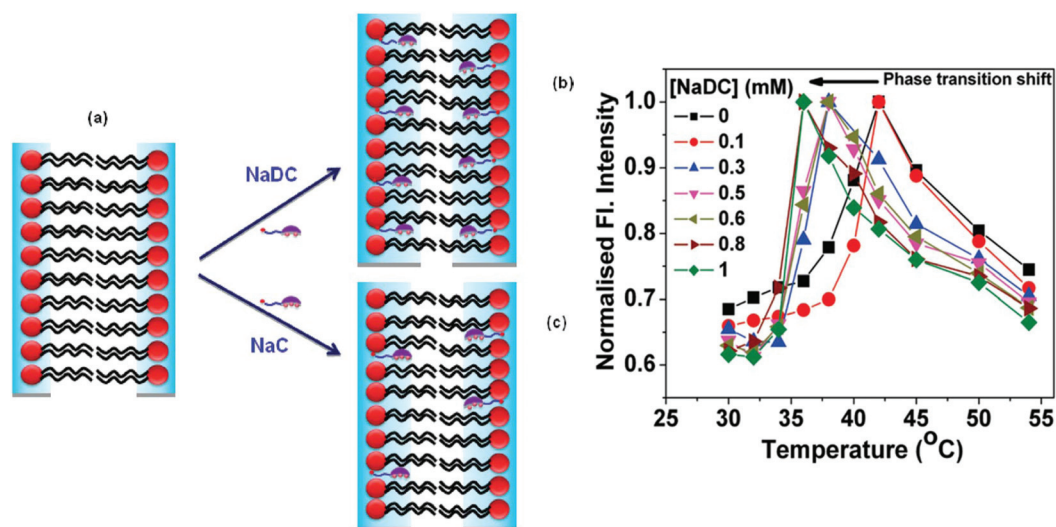 (a)
NaDC
NaC
(b)
(c)
Phase transition shift
[NaDC] (mM)
0
0.1
0.3
0.5
0.6
0.8
1
1.0
0.9
0.8
0.7
0.6
Normalised Fl. Intensity
25 30 35 40 45 50 55
Temperature (⁰C)